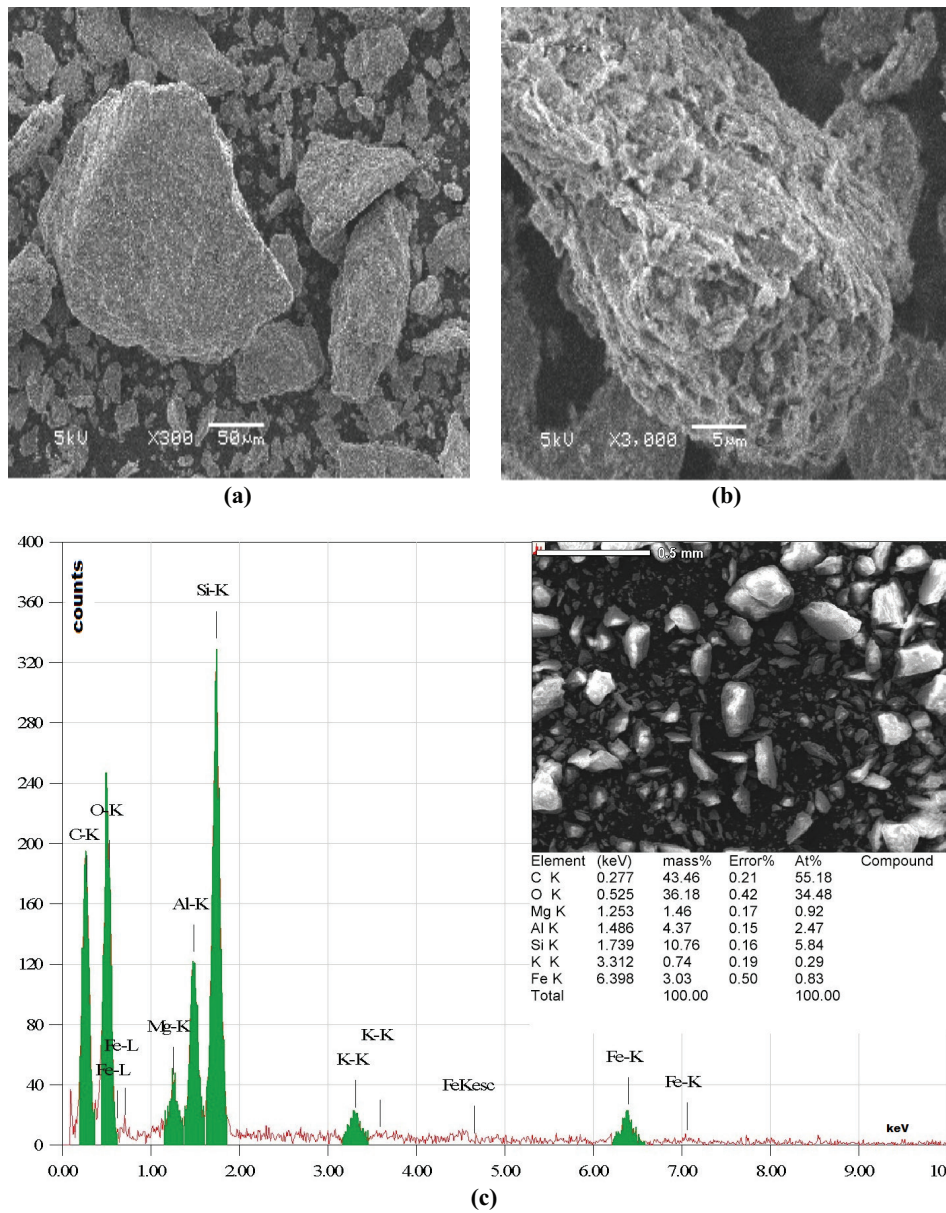 5kV X300 50µm
5kV X3,000 5µm
(a) (b)
400
360
320
280
240
200
160
120
80
40
0
counts
C-K
O-K
Fe-L
Fe-L
Mg-K
Al-K
Si-K
K-K
K-K
FeKesc
Fe-K
Fe-K
keV
0.00 1.00 2.00 3.00 4.00 5.00 6.00 7.00 8.00 9.00 10.0
0.5 mm
Element (keV) mass% Error% At% Compound
C K 0.277 43.46 0.21 55.18
O K 0.525 36.18 0.42 34.48
Mg K 1.253 1.46 0.17 0.92
Al K 1.486 4.37 0.15 2.47
Si K 1.739 10.76 0.16 5.84
K K 3.312 0.74 0.19 0.29
Fe K 6.398 3.03 0.50 0.83
Total 100.00 100.00
(c)